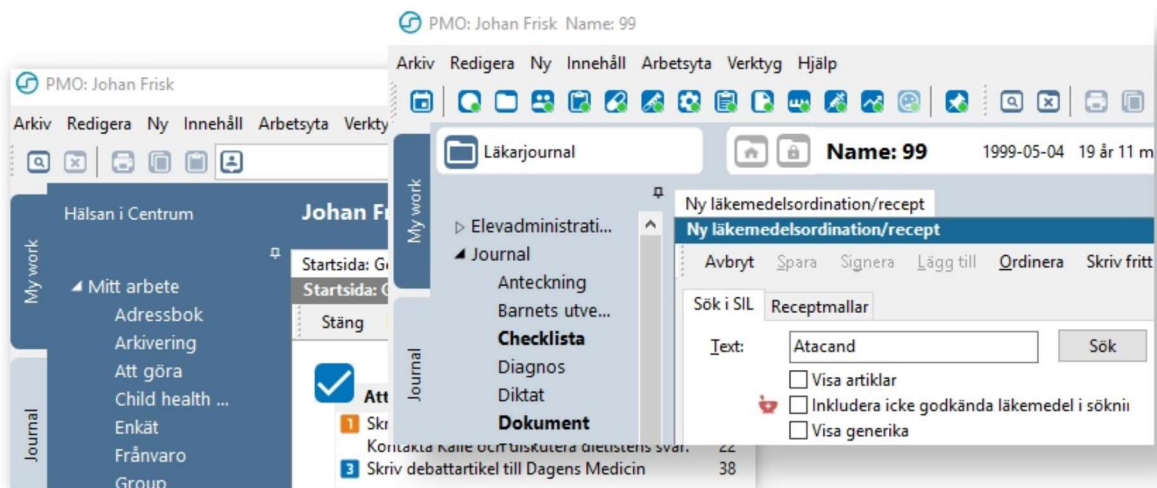 PMO: Johan Frisk Name: 99
Arkiv Redigera Ny Innehåll Arbetsyta Verktyg Hjälp
Läkarjournal
Name: 99 1999-05-04 19 år 11 m
My work
Journal
Elevadministrati...
Journal
Anteckning
Barnets utve...
Checklista
Diagnos
Diktat
Dokument
Ny läkemedelsordination/recept
Ny läkemedelsordination/recept
Avbryt Spara Signera Lägg till Ordinera Skriv fritt
Sök i SIL Receptmallar
Text: Atacand Sök
Visa artiklar
Inkludera icke godkända läkemedel i söknin
Visa generika
PMO: Johan Frisk
Arkiv Redigera Ny Innehåll Arbetsyta Verkty
My work
Journal
Hälsan i Centrum
Mitt arbete
Adressbok
Arkivering
Att göra
Child health ...
Enkät
Frånvaro
Group
Johan Fr
Startsida: Ge
Startsida: G
Stäng
Att
1 Skr
Kontakta Kalle och diskutera dietistens svar. 22
3 Skriv debattartikel till Dagens Medicin 38